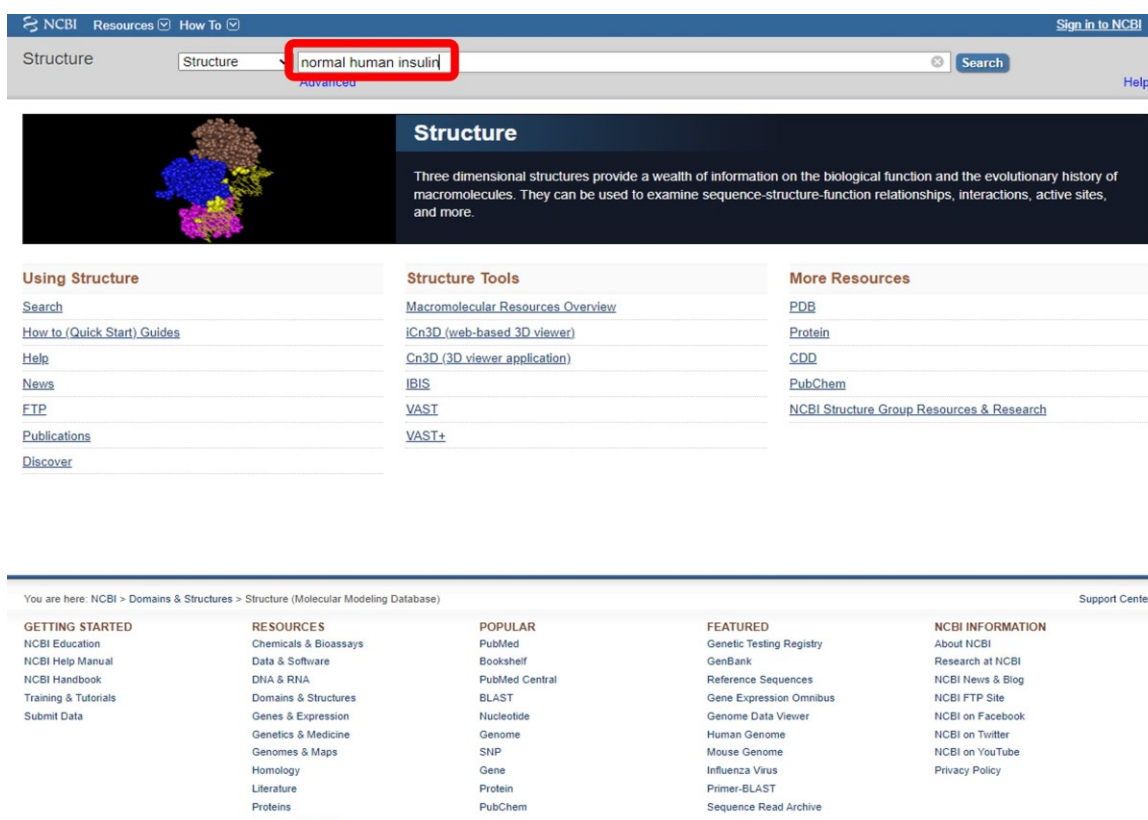 NCBI Resources How To Sign in to NCBI
Structure Structure normal human insulin Search
Advanced Help
Structure
Three dimensional structures provide a wealth of information on the biological function and the evolutionary history of
macromolecules. They can be used to examine sequence-structure-function relationships, interactions, active sites,
and more.
Using Structure
Search
How to (Quick Start) Guides
Help
News
FTP
Publications
Discover
Structure Tools
Macromolecular Resources Overview
iCn3D (web-based 3D viewer)
Cn3D (3D viewer application)
IBIS
VAST
VAST+
More Resources
PDB
Protein
CDD
PubChem
NCBI Structure Group Resources & Research
You are here: NCBI > Domains & Structures > Structure (Molecular Modeling Database) Support Cente
GETTING STARTED
NCBI Education
NCBI Help Manual
NCBI Handbook
Training & Tutorials
Submit Data
RESOURCES
Chemicals & Bioassays
Data & Software
DNA & RNA
Domains & Structures
Genes & Expression
Genetics & Medicine
Genomes & Maps
Homology
Literature
Proteins
POPULAR
PubMed
Bookshelf
PubMed Central
BLAST
Nucleotide
Genome
SNP
Gene
Protein
PubChem
FEATURED
Genetic Testing Registry
GenBank
Reference Sequences
Gene Expression Omnibus
Genome Data Viewer
Human Genome
Mouse Genome
Influenza Virus
Primer-BLAST
Sequence Read Archive
NCBI INFORMATION
About NCBI
Research at NCBI
NCBI News & Blog
NCBI FTP Site
NCBI on Facebook
NCBI on Twitter
NCBI on YouTube
Privacy Policy